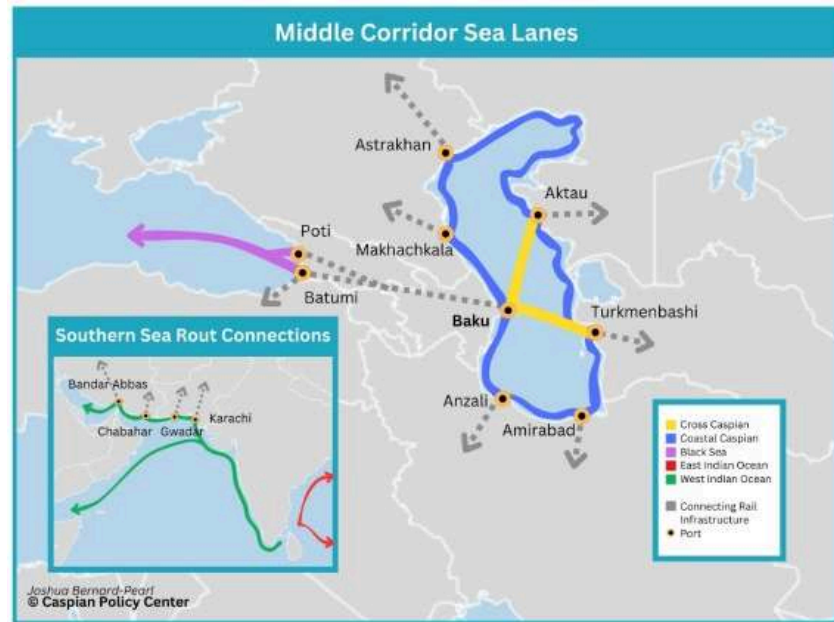 Middle Corridor Sea Lanes
Astrakhan
Aktau
Poti
Makhachkala
Batumi
Baku
Turkmenbashi
Southern Sea Rout Connections
Bandar Abbas
Karachi
Chabahar
Gwadar
Anzali
Amirabad
Cross Caspian
Coastal Caspian
Black Sea
East Indian Ocean
West Indian Ocean
Connecting Rail
Infrastructure
Port
Joshua Bernard-Pearl
© Caspian Policy Center